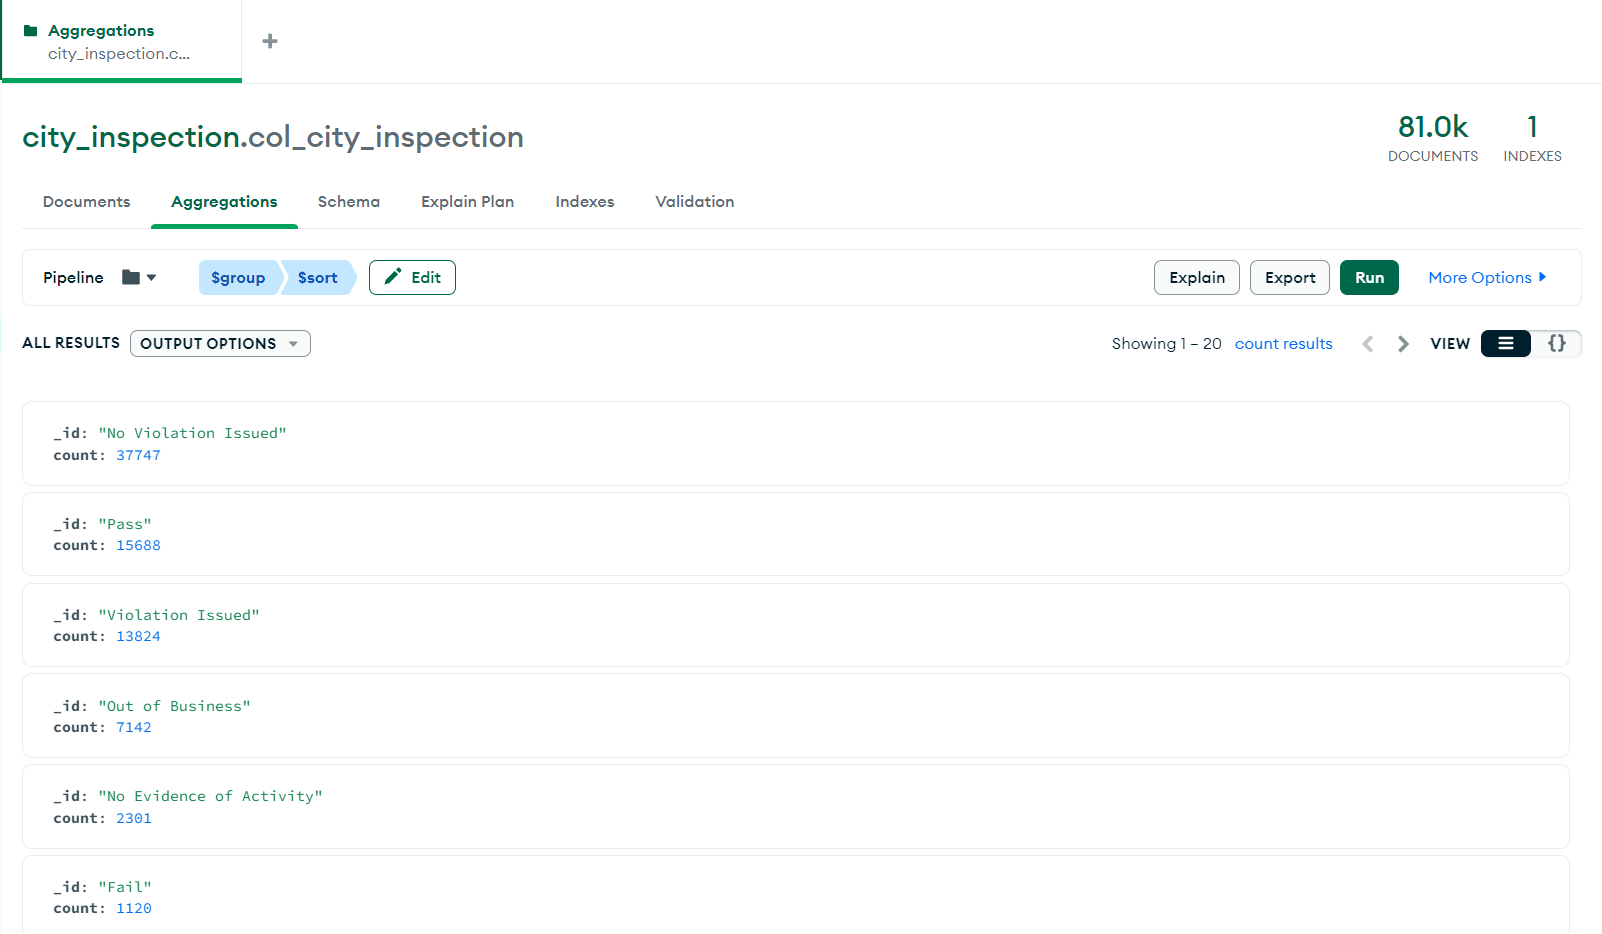 Aggregations
city_inspection.c...
city_inspection.col_city_inspection
81.0k
DOCUMENTS
1
INDEXES
Documents
Aggregations
Schema
Explain Plan
Indexes
Validation
Pipeline
$group
$sort
Edit
Explain
Export
Run
More Options
ALL RESULTS
OUTPUT OPTIONS
Showing 1 – 20
count results
VIEW
{}
_id: "No Violation Issued"
count: 37747
_id: "Pass"
count: 15688
_id: "Violation Issued"
count: 13824
_id: "Out of Business"
count: 7142
_id: "No Evidence of Activity"
count: 2301
_id: "Fail"
count: 1120